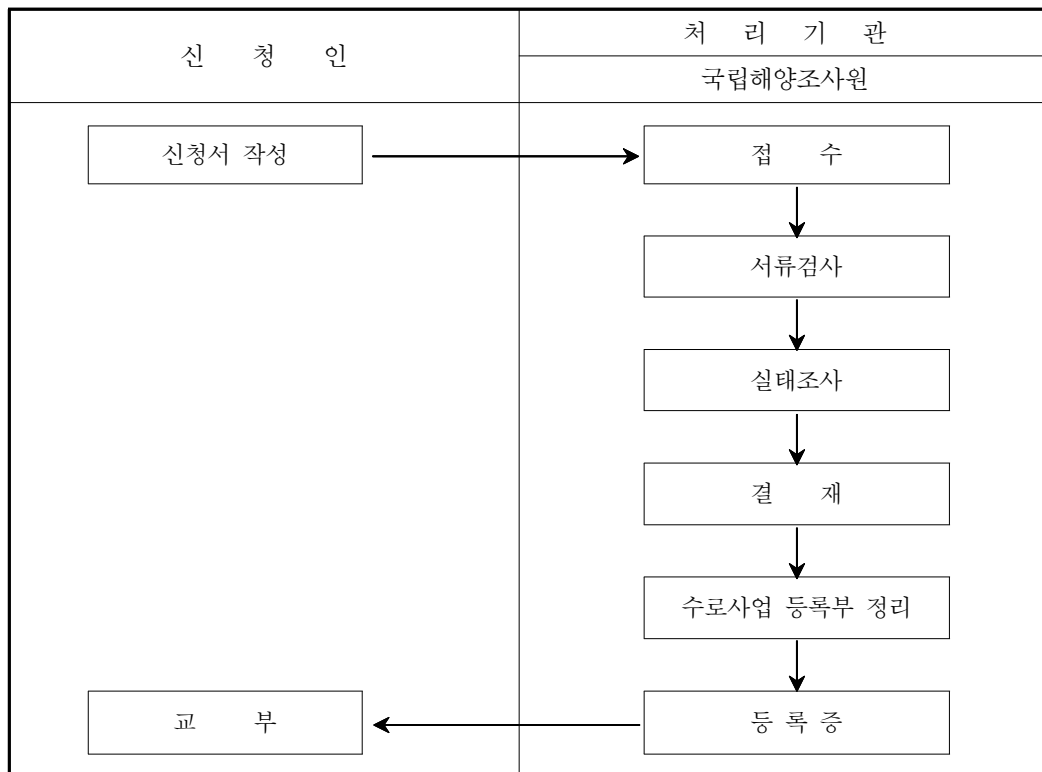 신 청 인
처 리 기 관
국립해양조사원
신청서 작성
접 수
서류검사
실태조사
결 재
수로사업 등록부 정리
교 부
등 록 증